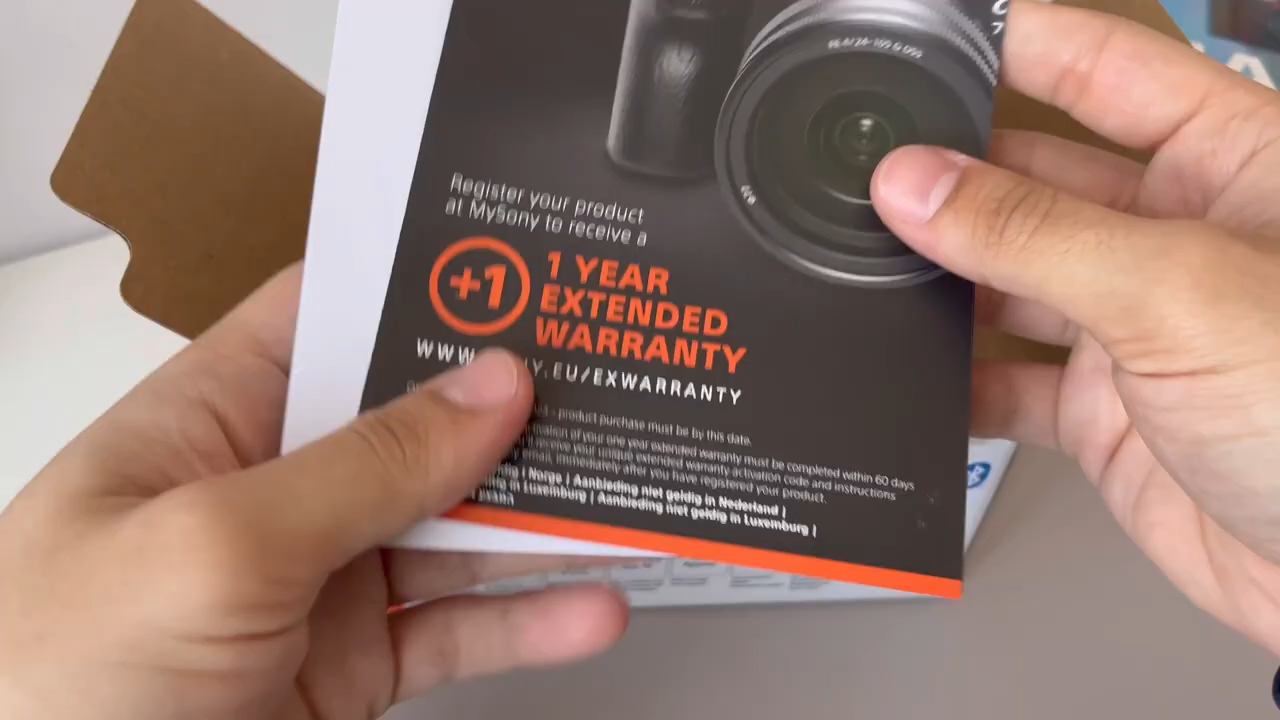 FE 4/24-105 G OSS
Register your product
at MySony to receive a
+1
1 YEAR
EXTENDED
WARRANTY
WWW. Y.EU/EXWARRANTY
- product purchase must be by this date.
of your one year extended warranty must be completed within 60 days
receive your unique extended warranty activation code and instructions
immediately after you have registered your product.
| Norge | Aanbieding niet geldig in Nederland |
in Luxemburg | Aanbieding niet geldig in Luxemburg |